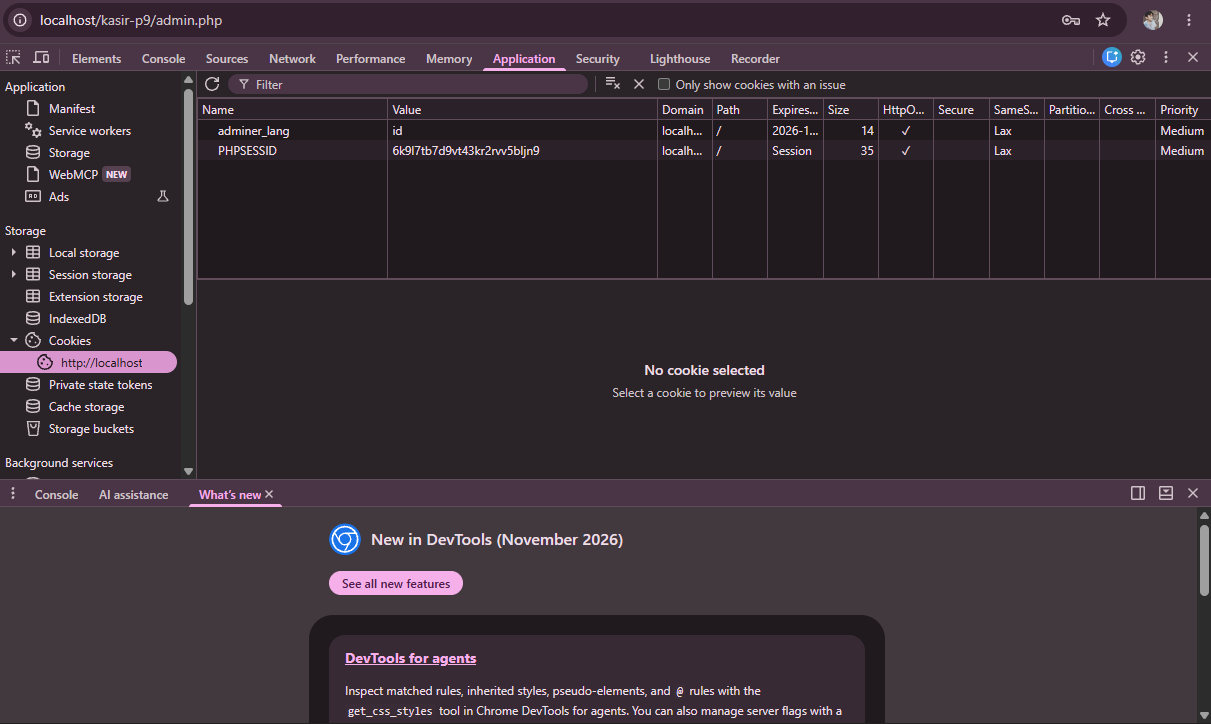 localhost/kasir-p9/admin.php
Elements Console Sources Network Performance Memory Application Security Lighthouse Recorder
Application
Manifest
Service workers
Storage
WebMCP NEW
Ads
Storage
Local storage
Session storage
Extension storage
IndexedDB
Cookies
http://localhost
Private state tokens
Cache storage
Storage buckets
Background services
Filter
Only show cookies with an issue
Name Value Domain Path Expires... Size HttpO... Secure SameS... Partitio... Cross ... Priority
adminer_lang id localh... / 2026-1... 14 ✓ Lax Medium
PHPSESSID 6k9l7tb7d9vt43kr2rvv5bljn9 localh... / Session 35 ✓ Lax Medium
No cookie selected
Select a cookie to preview its value
Console AI assistance What's new
New in DevTools (November 2026)
See all new features
DevTools for agents
Inspect matched rules, inherited styles, pseudo-elements, and @ rules with the
get_css_styles tool in Chrome DevTools for agents. You can also manage server flags with a